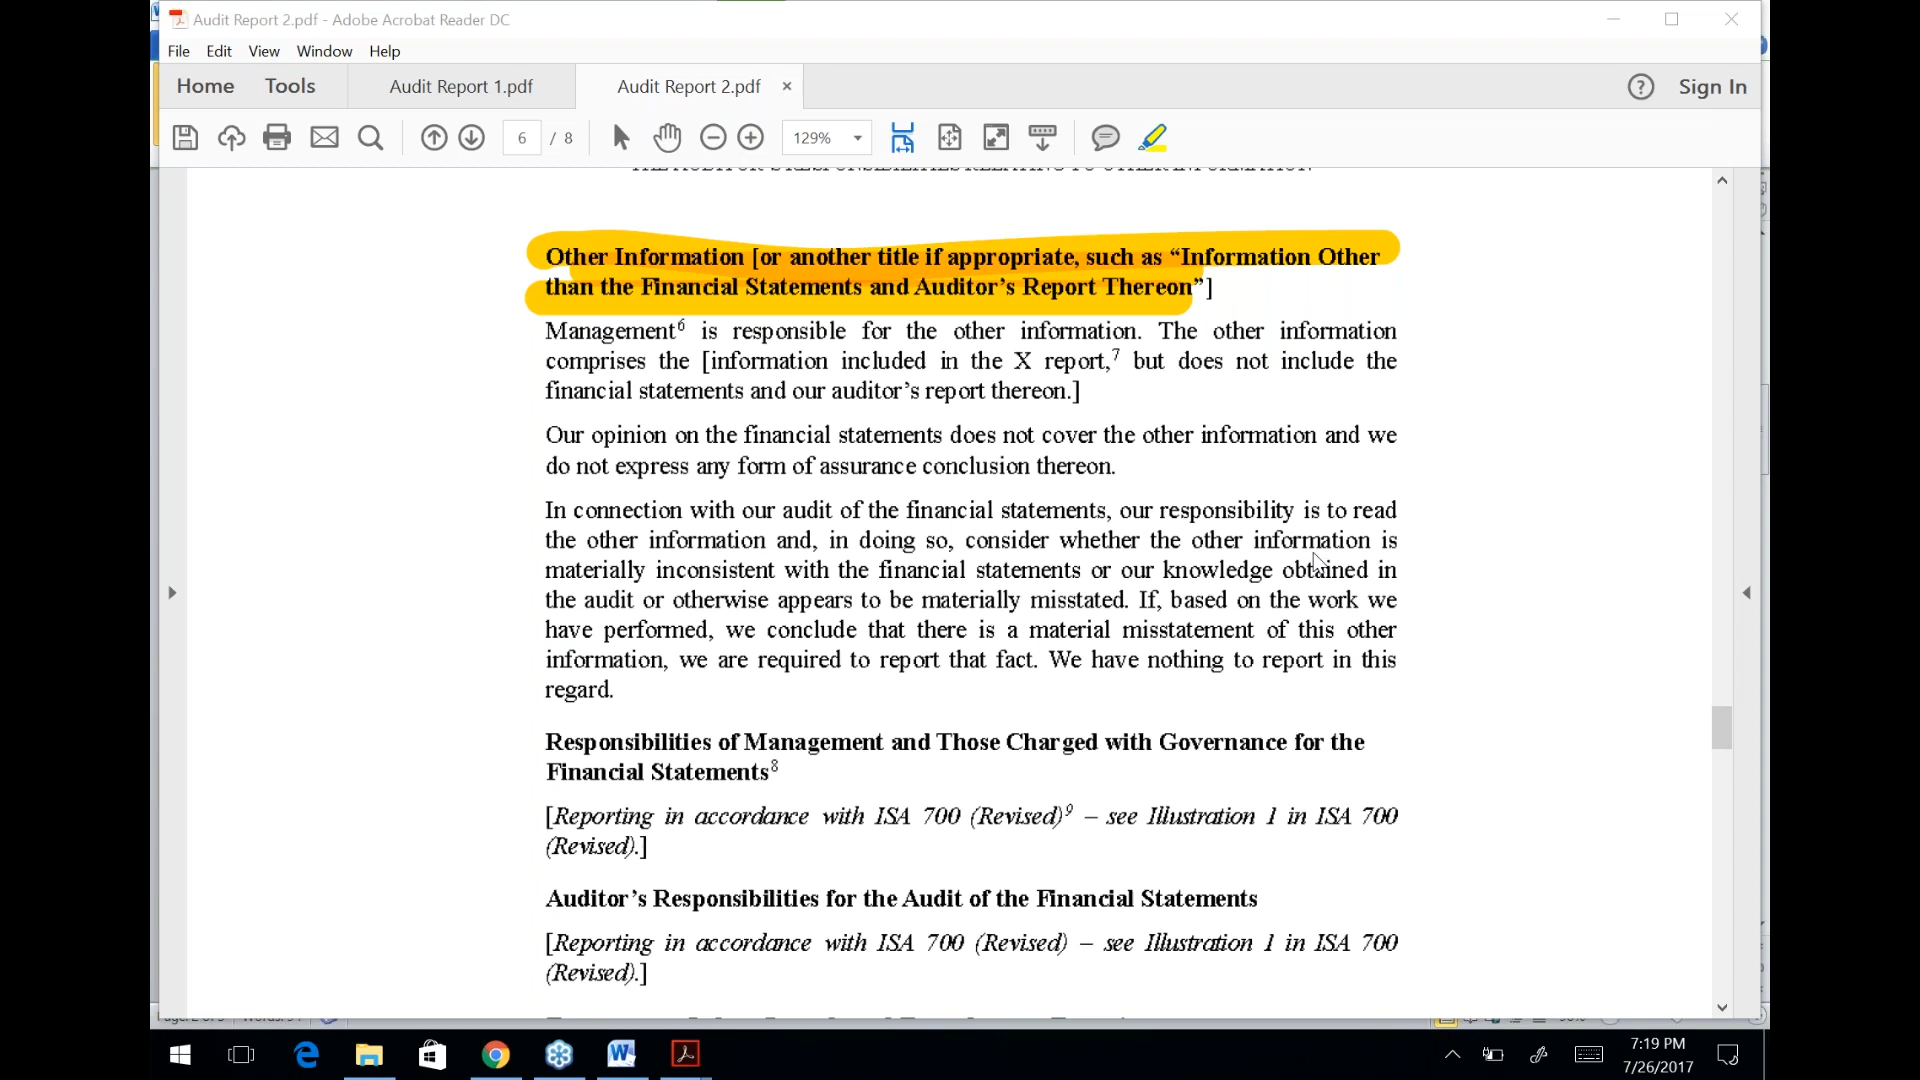 Audit Report 2.pdf - Adobe Acrobat Reader DC
File Edit View Window Help
Home Tools Audit Report 1.pdf Audit Report 2.pdf × ? Sign In
6 / 8 129%
Other Information [or another title if appropriate, such as “Information Other
than the Financial Statements and Auditor’s Report Thereon”]
Management6 is responsible for the other information. The other information
comprises the [information included in the X report,7 but does not include the
financial statements and our auditor’s report thereon.]
Our opinion on the financial statements does not cover the other information and we
do not express any form of assurance conclusion thereon.
In connection with our audit of the financial statements, our responsibility is to read
the other information and, in doing so, consider whether the other information is
materially inconsistent with the financial statements or our knowledge obtained in
the audit or otherwise appears to be materially misstated. If, based on the work we
have performed, we conclude that there is a material misstatement of this other
information, we are required to report that fact. We have nothing to report in this
regard.
Responsibilities of Management and Those Charged with Governance for the
Financial Statements8
[Reporting in accordance with ISA 700 (Revised)9 – see Illustration 1 in ISA 700
(Revised).]
Auditor’s Responsibilities for the Audit of the Financial Statements
[Reporting in accordance with ISA 700 (Revised) – see Illustration 1 in ISA 700
(Revised).]
7:19 PM
7/26/2017